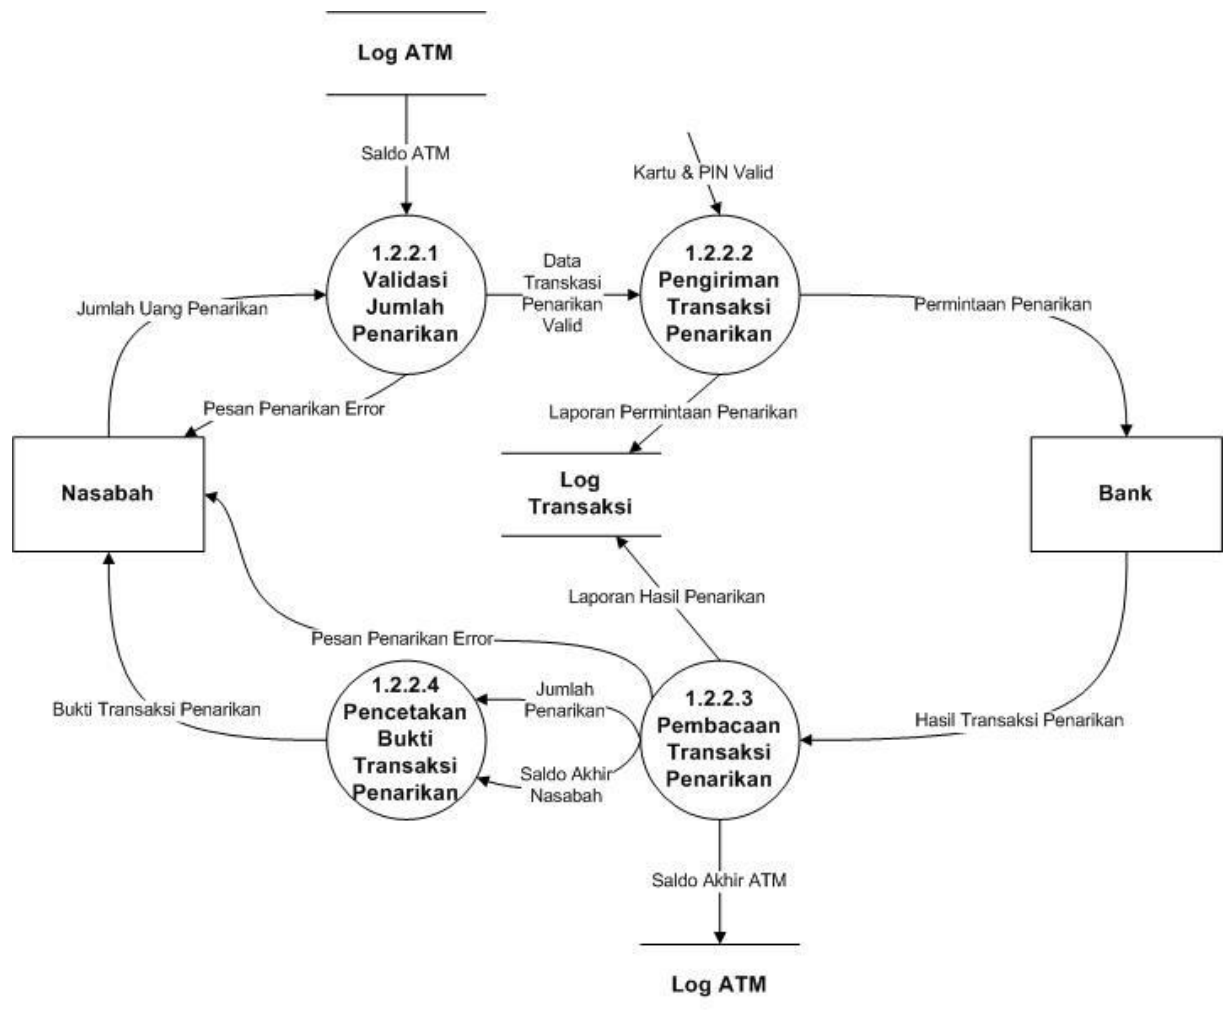 Log ATM
Saldo ATM
Kartu & PIN Valid
1.2.2.1
Validasi
Jumlah
Penarikan
Data
Transkasi
Penarikan
Valid
1.2.2.2
Pengiriman
Transaksi
Penarikan
Jumlah Uang Penarikan
Permintaan Penarikan
Pesan Penarikan Error
Laporan Permintaan Penarikan
Nasabah
Log
Transaksi
Bank
Laporan Hasil Penarikan
Pesan Penarikan Error
1.2.2.4
Pencetakan
Bukti
Transaksi
Penarikan
Jumlah
Penarikan
1.2.2.3
Pembacaan
Transaksi
Penarikan
Bukti Transaksi Penarikan
Hasil Transaksi Penarikan
Saldo Akhir
Nasabah
Saldo Akhir ATM
Log ATM